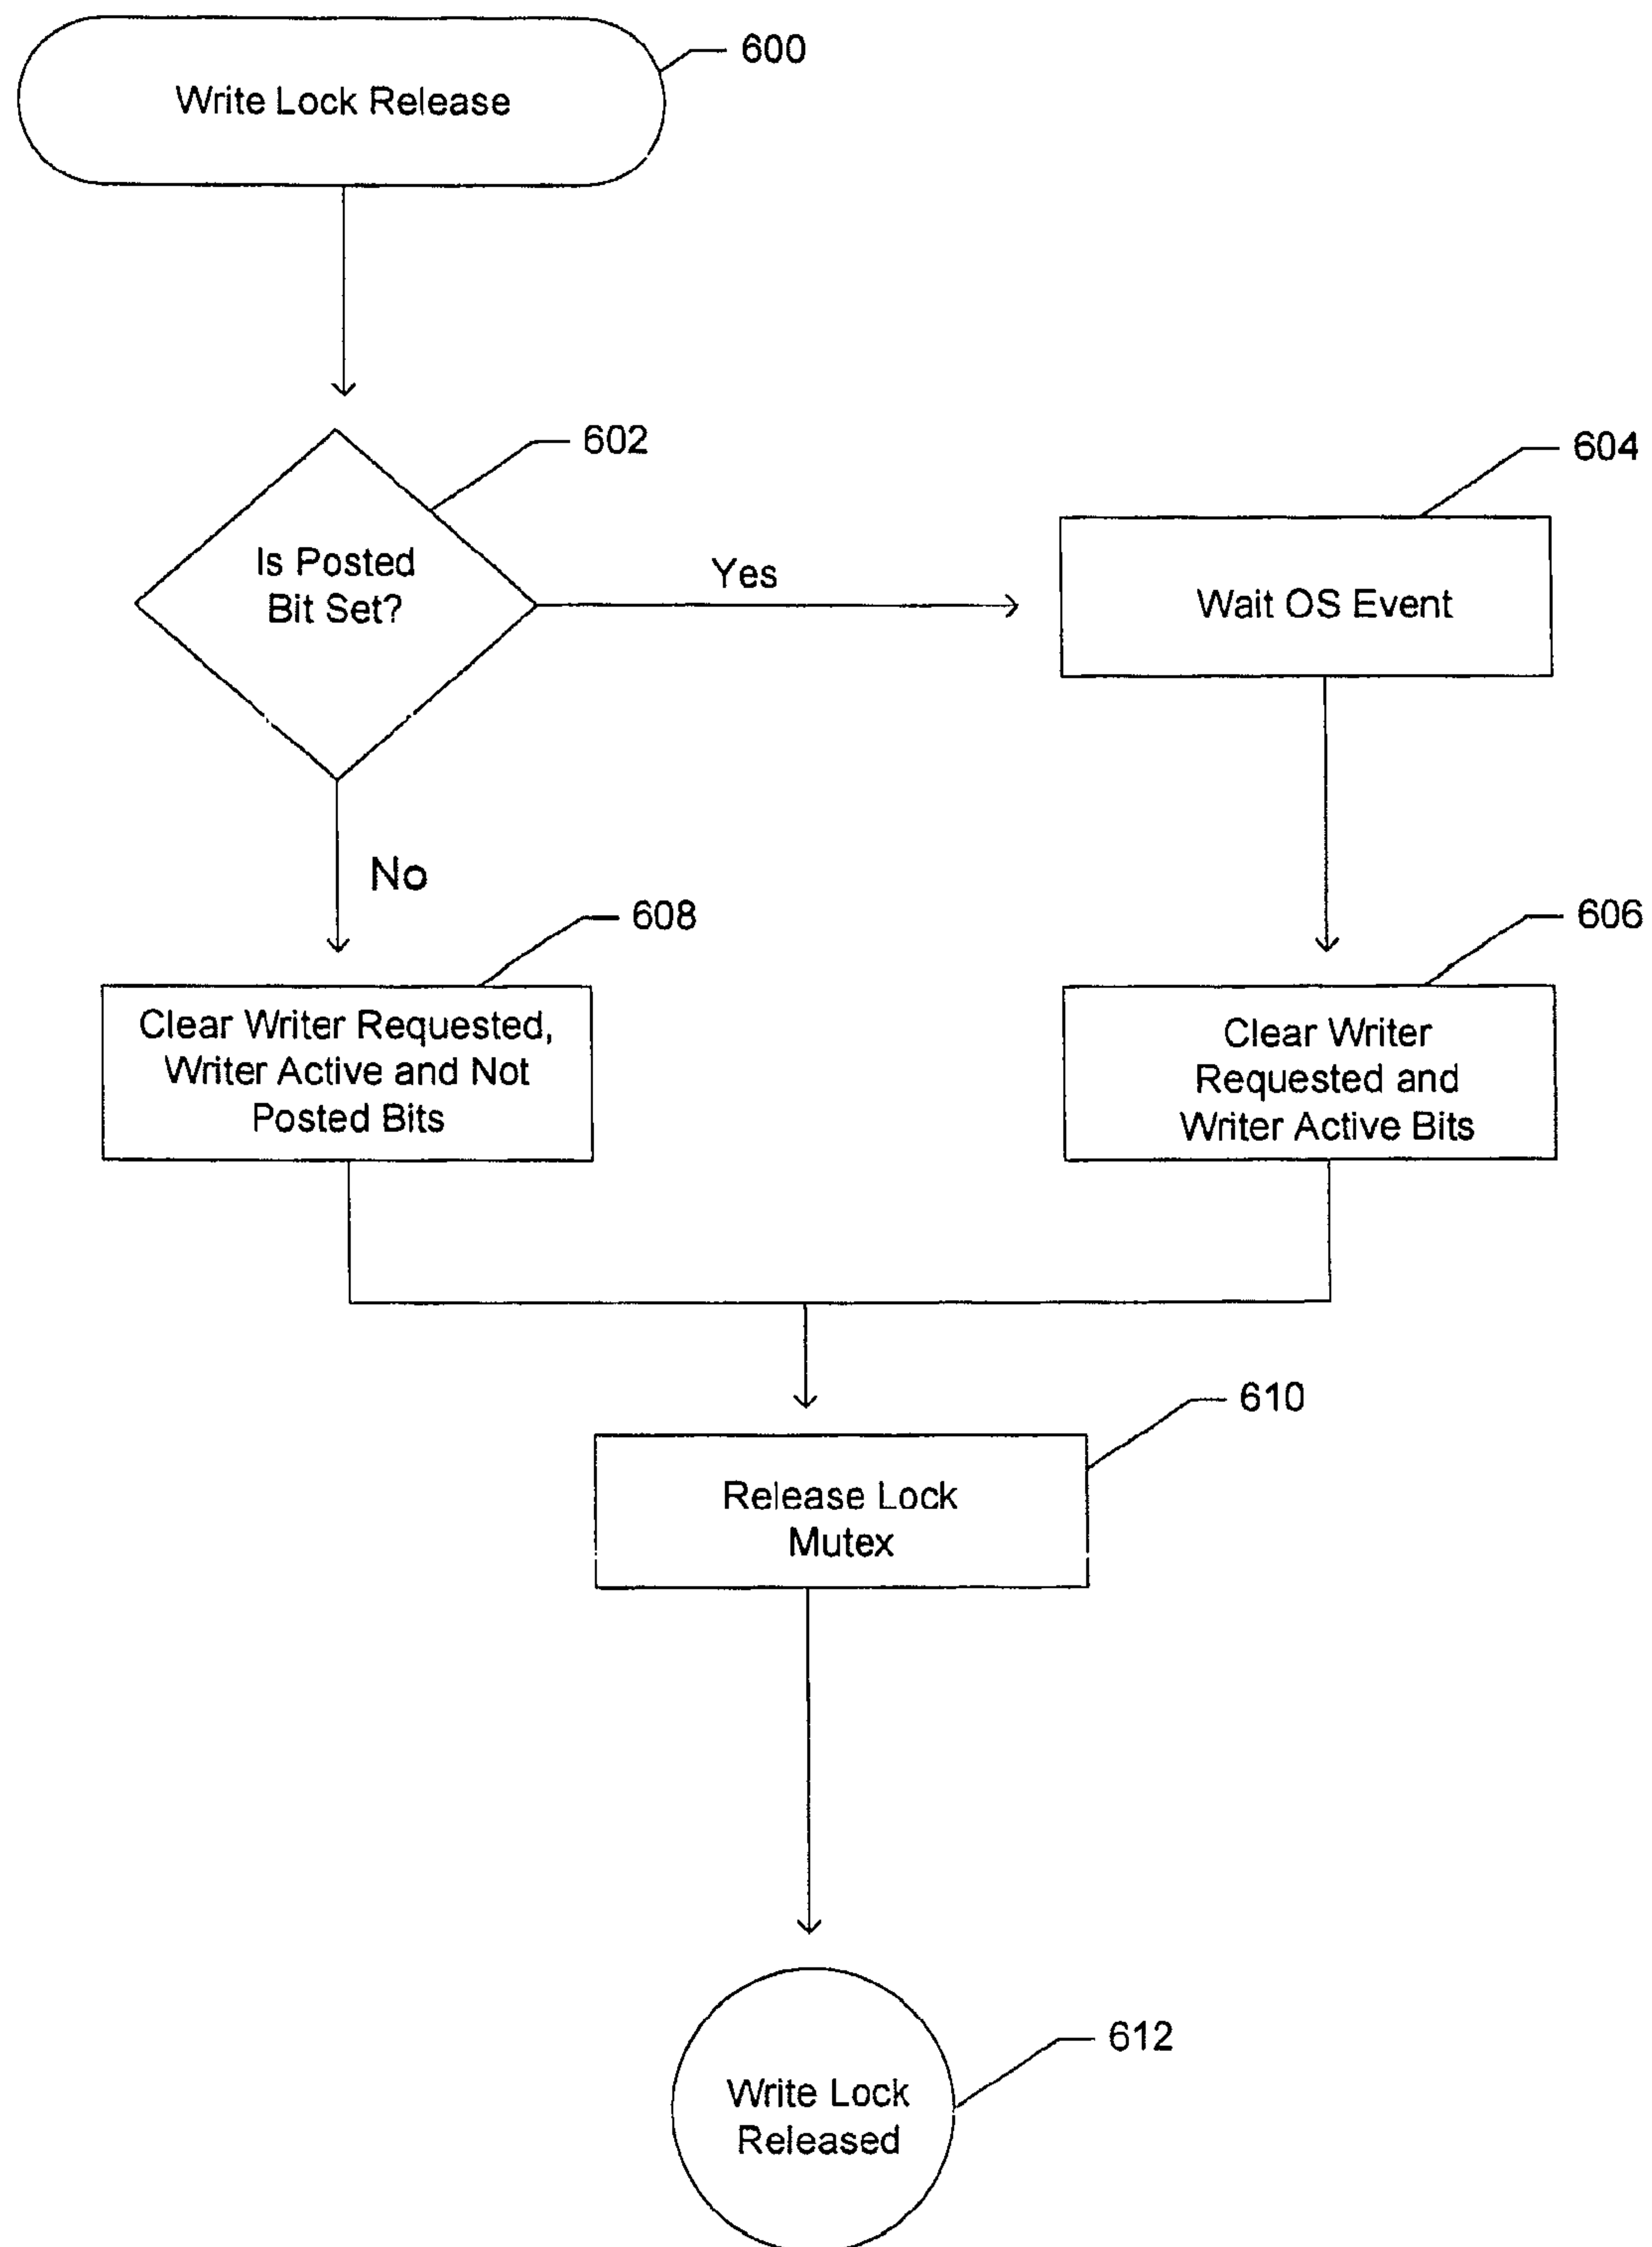 600
Write Lock Release
602
Is Posted
Bit Set?
Yes
604
Wait OS Event
No
608
Clear Writer Requested,
Writer Active and Not
Posted Bits
606
Clear Writer
Requested and
Writer Active Bits
610
Release Lock
Mutex
612
Write Lock
Released